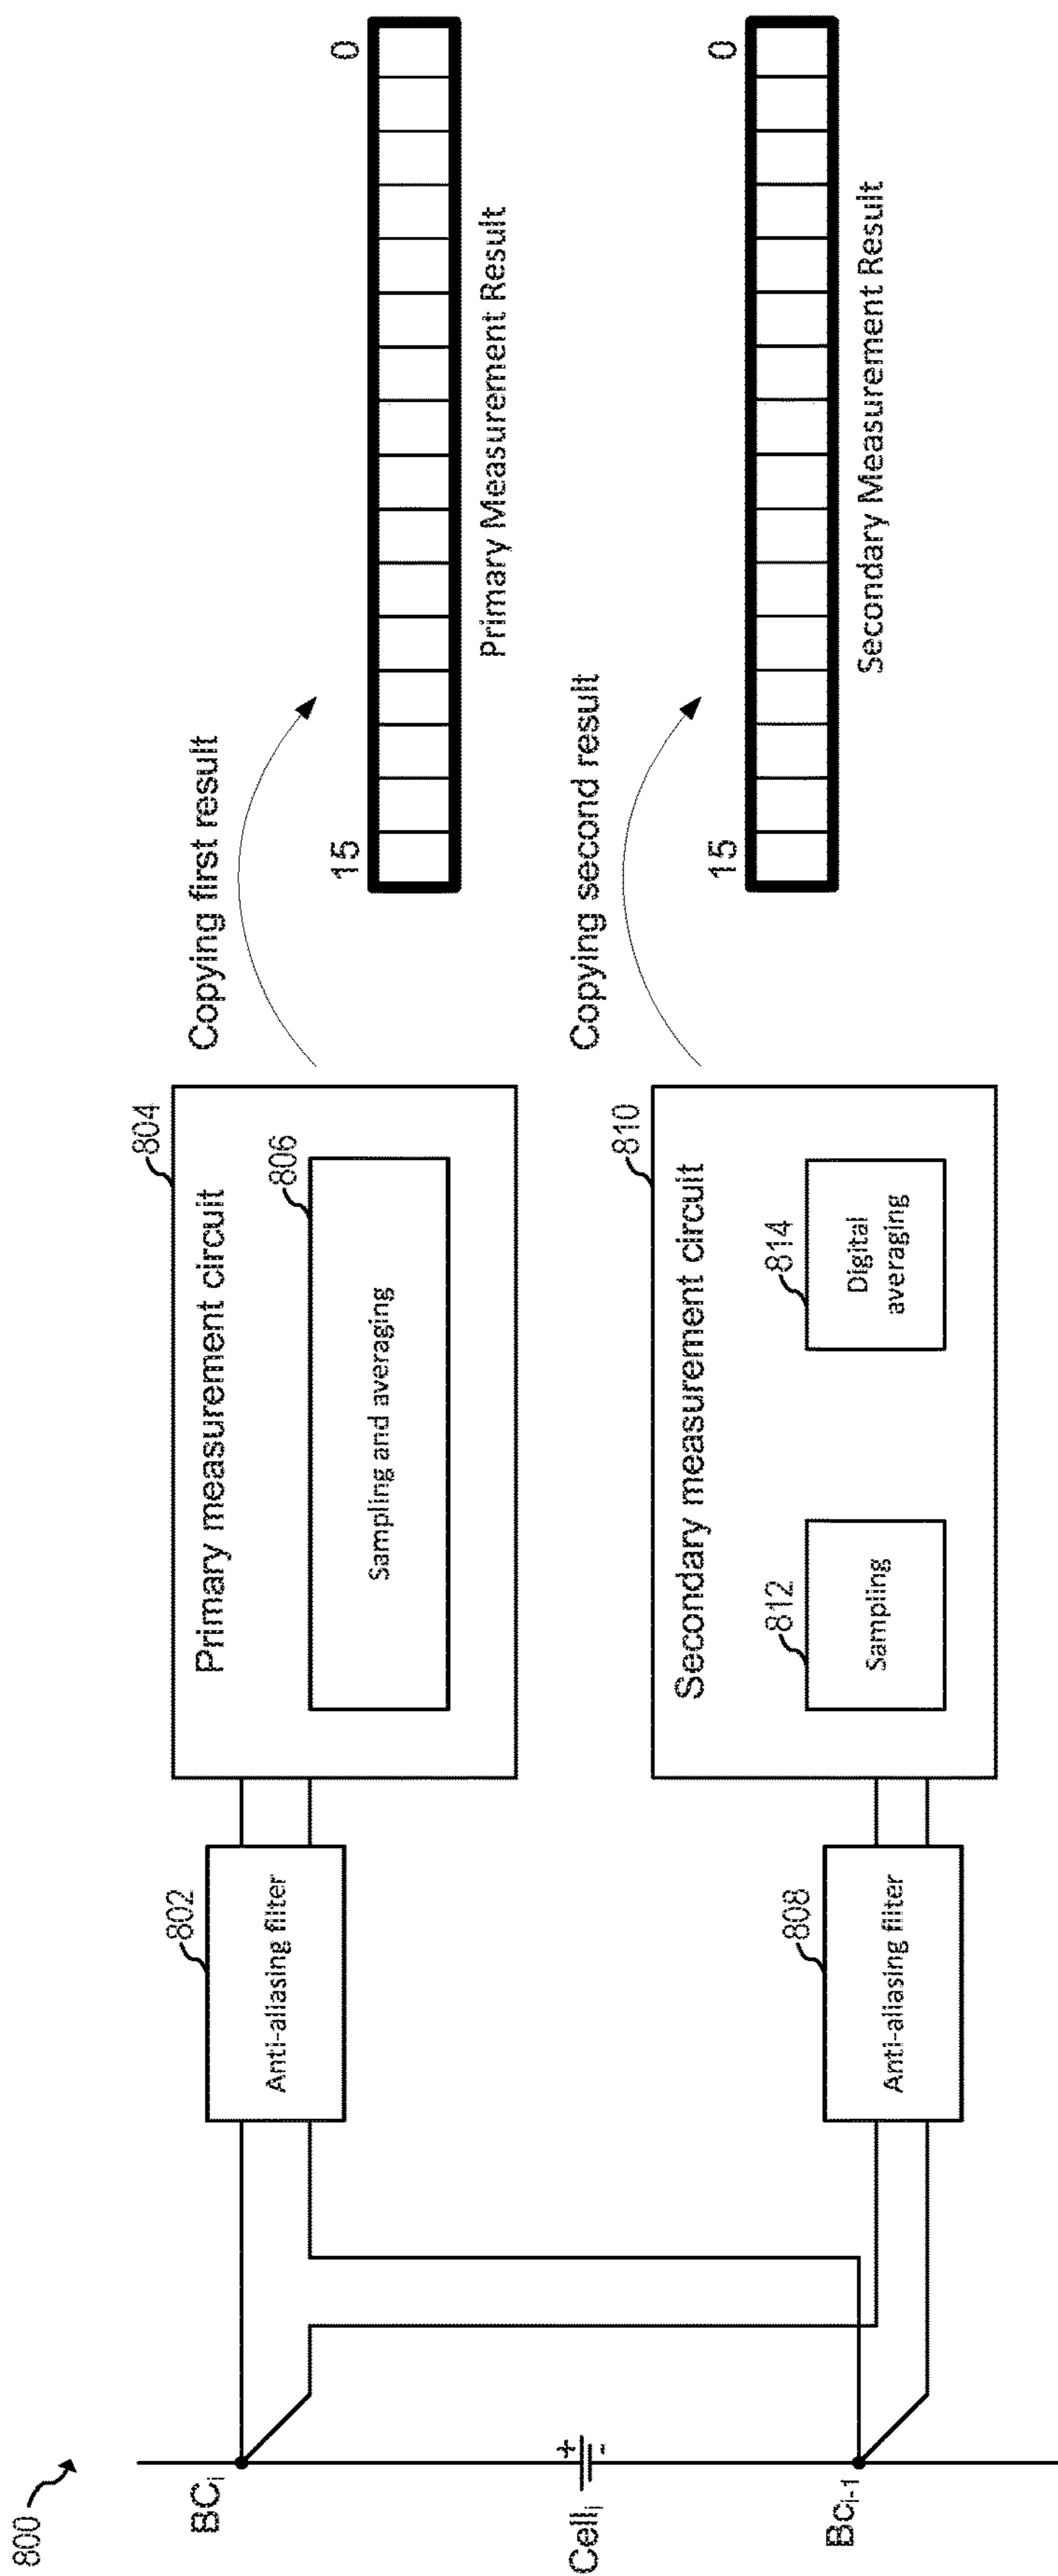 800
BCi
Celli
Bci-1
+
-
802
Anti-aliasing filter
808
Anti-aliasing filter
804
Primary measurement circuit
806
Sampling and averaging
810
Secondary measurement circuit
812
Sampling
814
Digital
averaging
Copying first result
15
0
Primary Measurement Result
Copying second result
15
0
Secondary Measurement Result